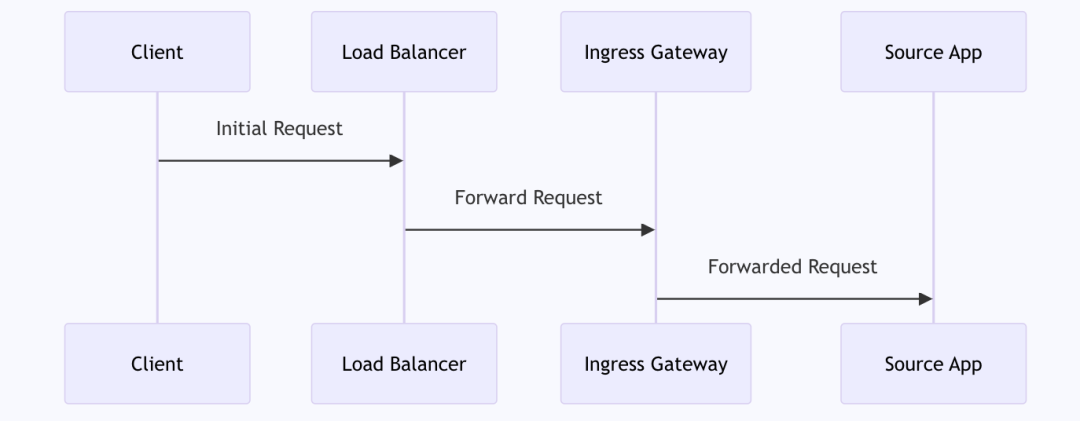 Client
Load Balancer
Ingress Gateway
Source App
Initial Request
Forward Request
Forwarded Request
Client
Load Balancer
Ingress Gateway
Source App